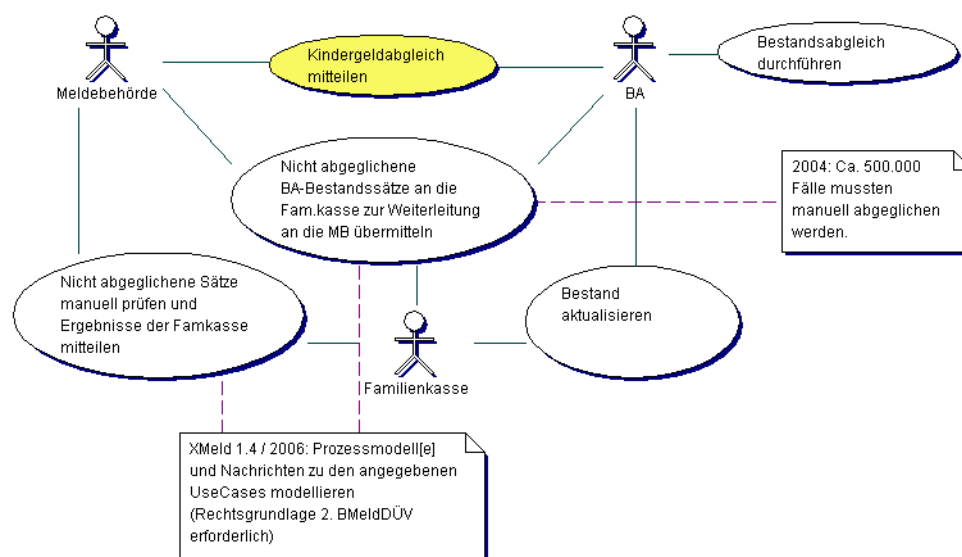 Kindergeldabgleich
mitteilen
Bestandsabgleich
durchführen
Meldebehörde
BA
Nicht abgeglichene
BA-Bestandssätze an die
Fam.kasse zur Weiterleitung
an die MB übermitteln
2004: Ca. 500.000
Fälle mussten
manuell abgeglichen
werden.
Nicht abgeglichene Sätze
manuell prüfen und
Ergebnisse der Famkasse
mitteilen
Bestand
aktualisieren
Familienkasse
XMeld 1.4 / 2006: Prozessmodell[e]
und Nachrichten zu den angegebenen
UseCases modellieren
(Rechtsgrundlage 2. BMeldDÜV
erforderlich)